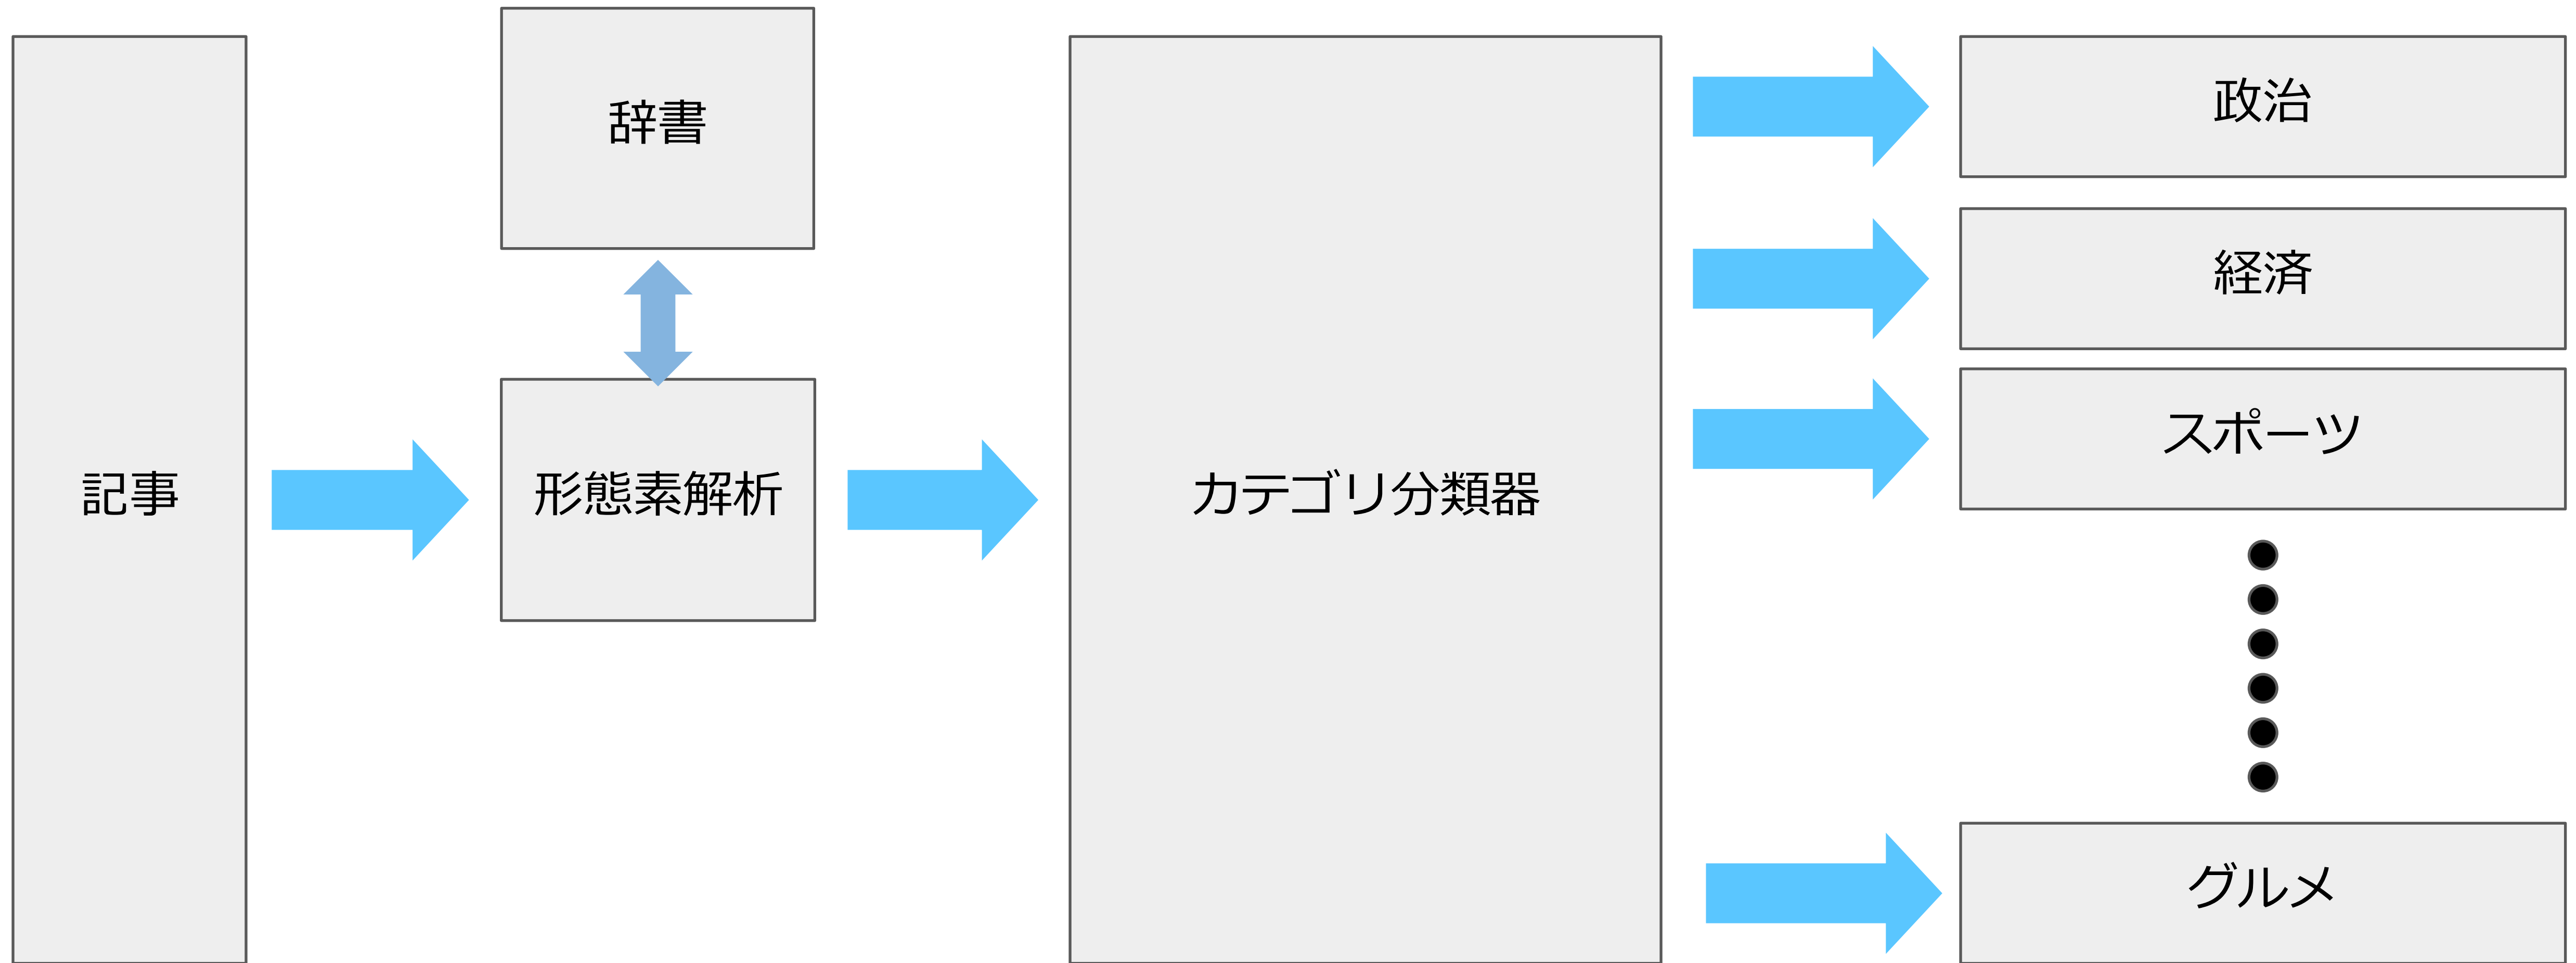 記事
辞書
形態素解析
カテゴリ分類器
政治
経済
スポーツ
グルメ